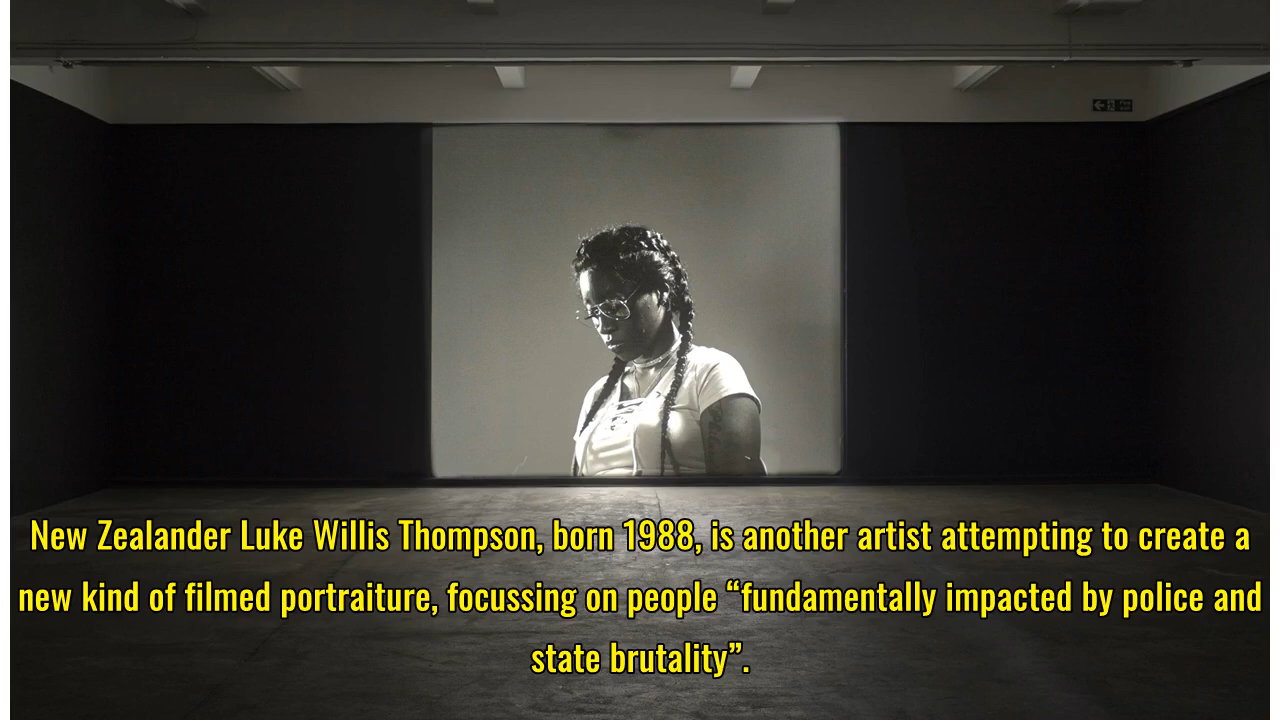 New Zealander Luke Willis Thompson, born 1988, is another artist attempting to create a
new kind of filmed portraiture, focussing on people “fundamentally impacted by police and
state brutality”.